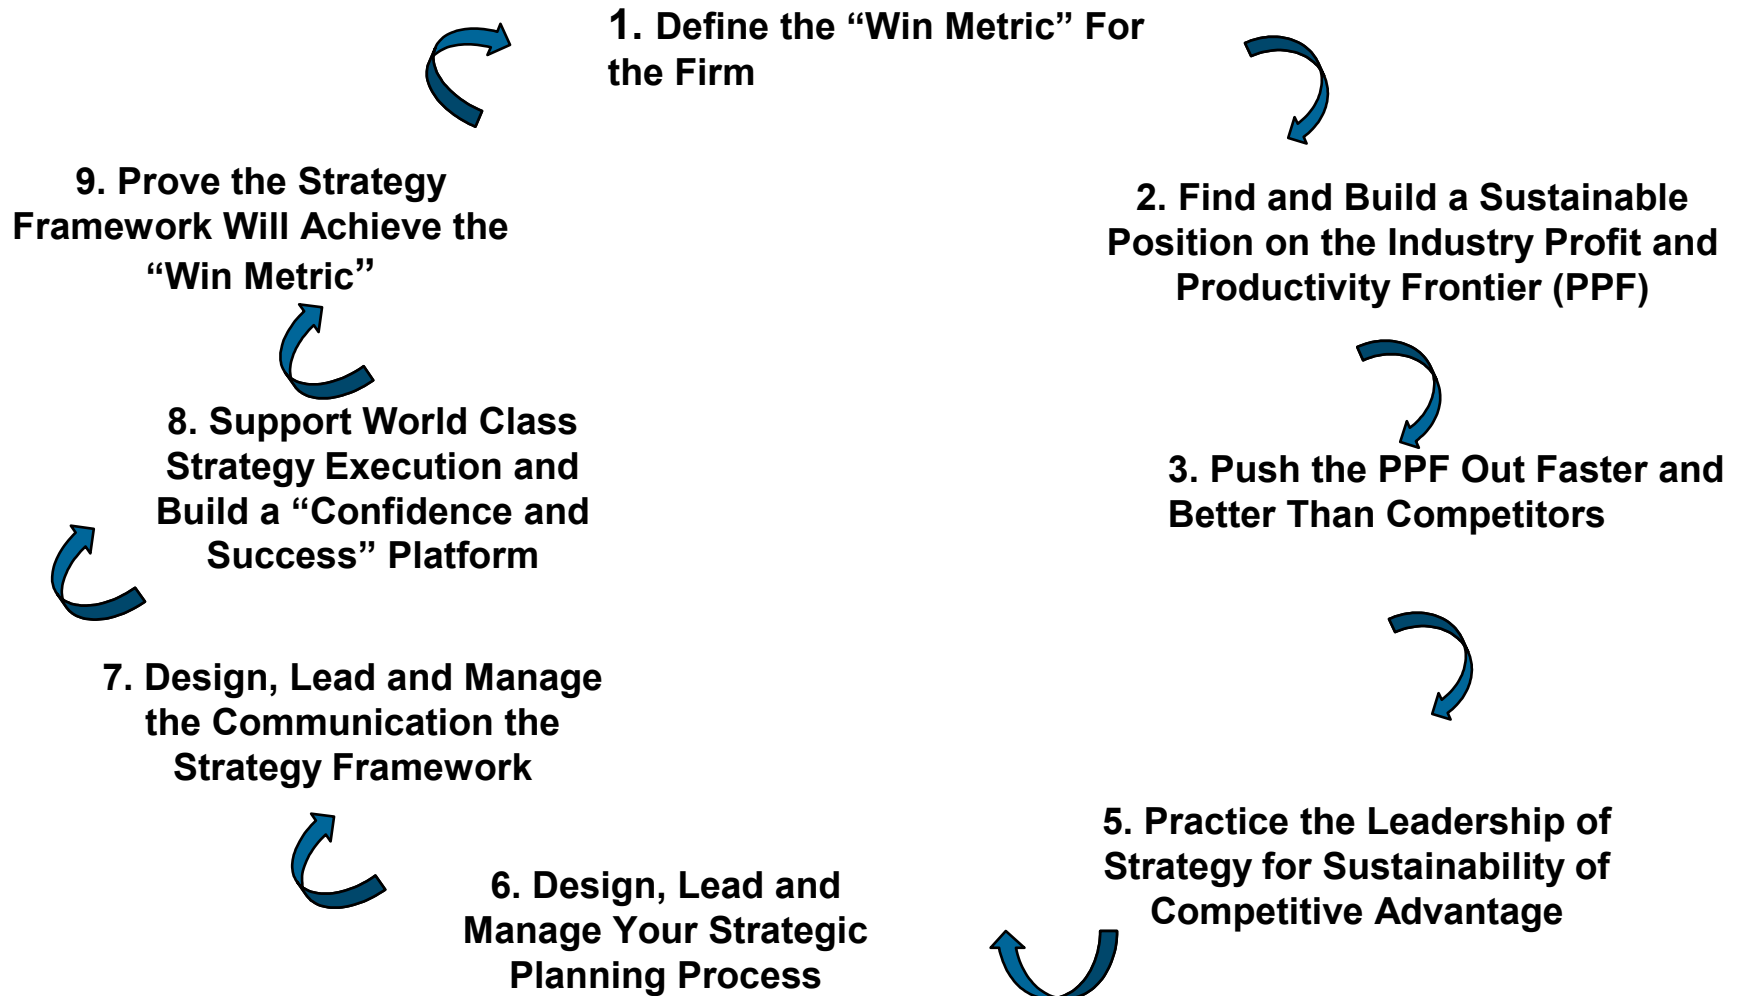 1. Define the “Win Metric” For
the Firm
2. Find and Build a Sustainable
Position on the Industry Profit and
Productivity Frontier (PPF)
3. Push the PPF Out Faster and
Better Than Competitors
5. Practice the Leadership of
Strategy for Sustainability of
Competitive Advantage
6. Design, Lead and
Manage Your Strategic
Planning Process
7. Design, Lead and Manage
the Communication the
Strategy Framework
8. Support World Class
Strategy Execution and
Build a “Confidence and
Success” Platform
9. Prove the Strategy
Framework Will Achieve the
“Win Metric”